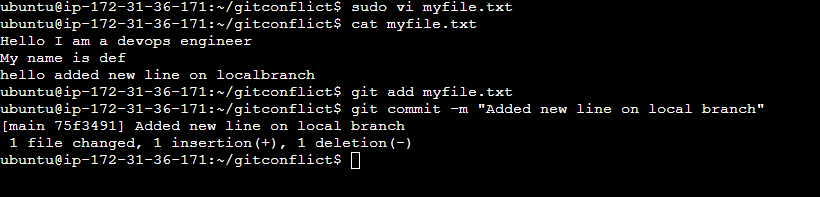 ubuntu@ip-172-31-36-171:~/gitconflict$ sudo vi myfile.txt
ubuntu@ip-172-31-36-171:~/gitconflict$ cat myfile.txt
Hello I am a devops engineer
My name is def
hello added new line on localbranch
ubuntu@ip-172-31-36-171:~/gitconflict$ git add myfile.txt
ubuntu@ip-172-31-36-171:~/gitconflict$ git commit -m "Added new line on local branch"
[main 75f3491] Added new line on local branch
 1 file changed, 1 insertion(+), 1 deletion(-)
ubuntu@ip-172-31-36-171:~/gitconflict$